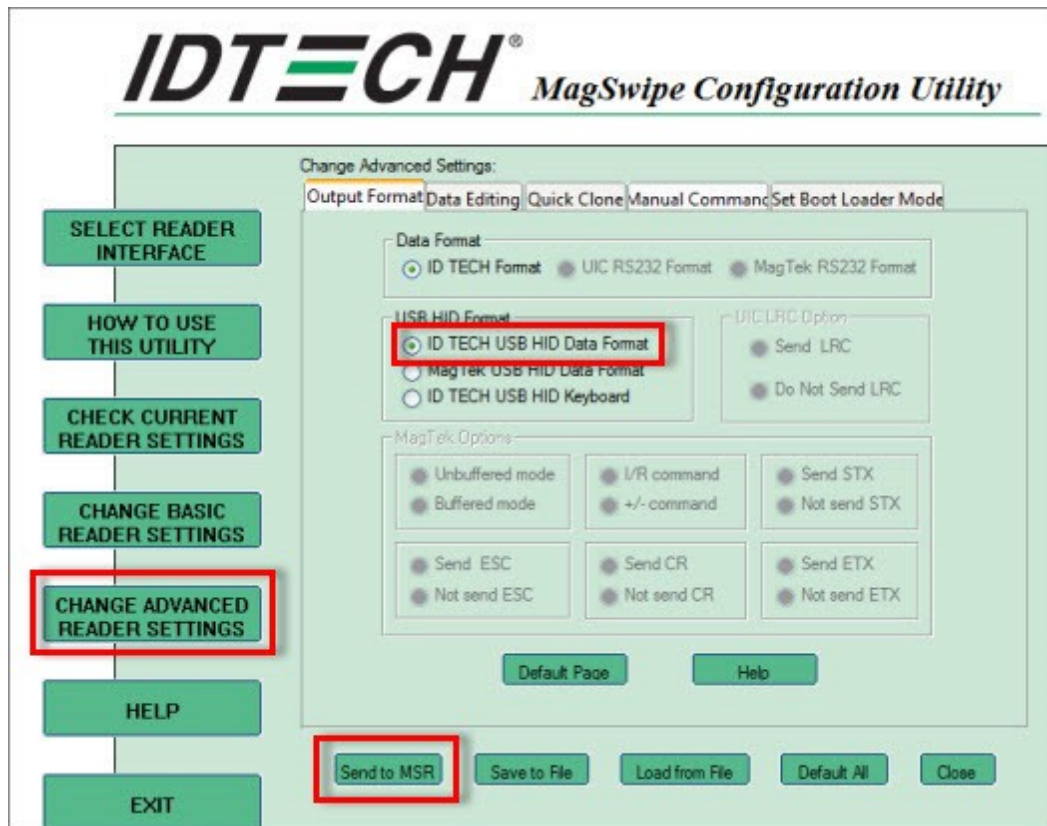 IDTECH®
MagSwipe Configuration Utility
Change Advanced Settings:
Output Format Data Editing Quick Clone Manual Command Set Boot Loader Mode
SELECT READER
INTERFACE
HOW TO USE
THIS UTILITY
CHECK CURRENT
READER SETTINGS
CHANGE BASIC
READER SETTINGS
CHANGE ADVANCED
READER SETTINGS
HELP
EXIT
Data Format
ID TECH Format UIC RS232 Format MagTek RS232 Format
USB HID Format
ID TECH USB HID Data Format
MagTek USB HID Data Format
ID TECH USB HID Keyboard
UIC LRC Option
Send LRC
Do Not Send LRC
MagTek Options
Unbuffered mode
Buffered mode
I/R command
+/- command
Send STX
Not send STX
Send ESC
Not send ESC
Send CR
Not send CR
Send ETX
Not send ETX
Default Page Help
Send to MSR Save to File Load from File Default All Close